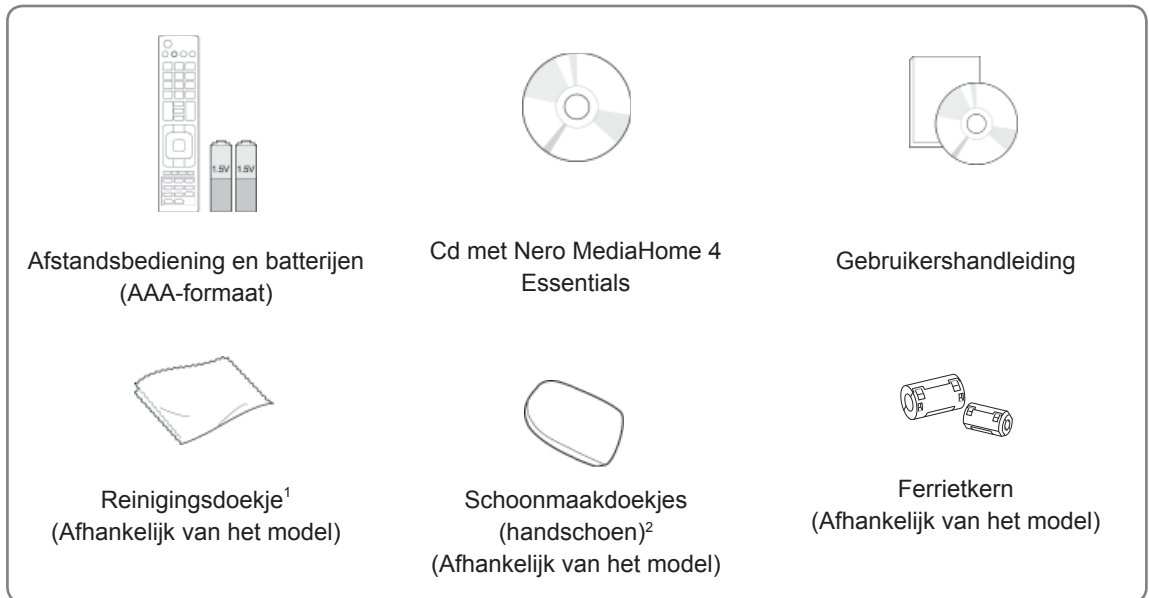 1.5V 1.5V
Afstandsbediening en batterijen
(AAA-formaat)
Cd met Nero MediaHome 4
Essentials
Gebruikershandleiding
Reinigingsdoekje¹
(Afhankelijk van het model)
Schoonmaakdoekjes
(handschoen)²
(Afhankelijk van het model)
Ferrietkern
(Afhankelijk van het model)